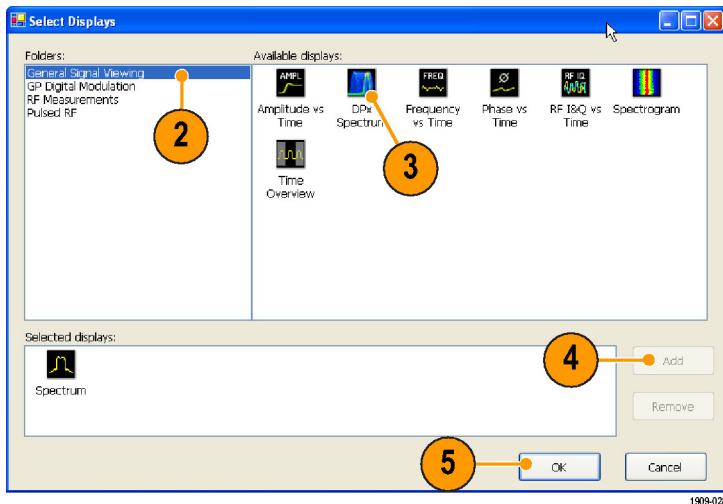 Select Displays
Folders:
General Signal Viewing
GP Digital Modulation
RF Measurements
Pulsed RF
2
Available displays:
AMPL
Amplitude vs
Time
DPx
Spectrum
3
FREQ
Frequency
vs Time
Ø
Phase vs
Time
RF IQ
RF I&Q vs
Time
Spectrogram
Time
Overview
Selected displays:
Spectrum
4
Add
Remove
5
OK
Cancel